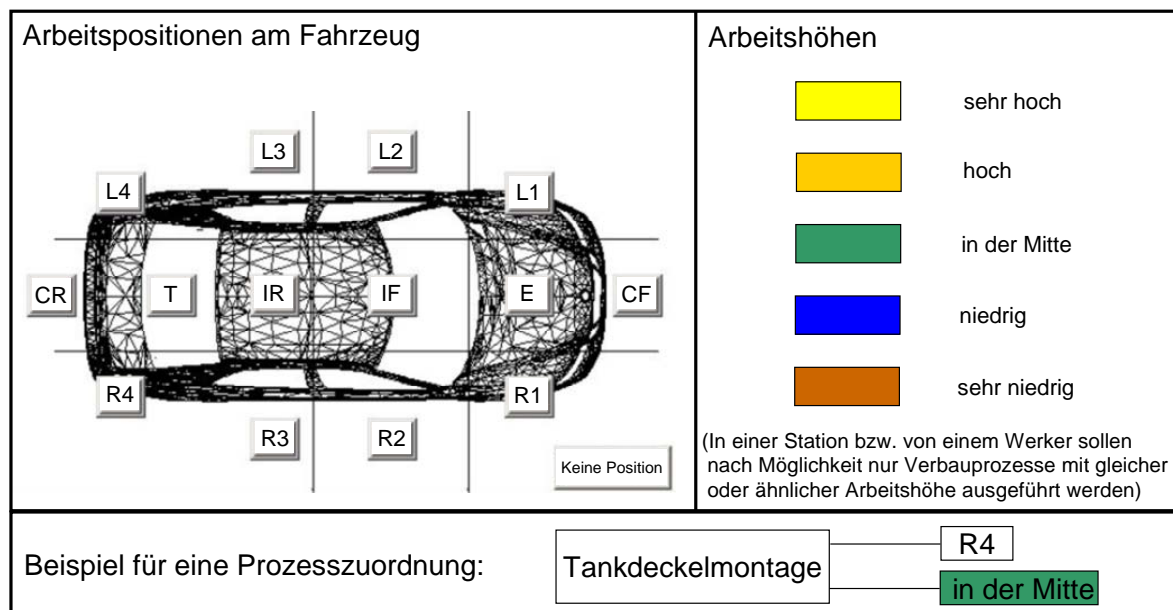 Arbeitspositionen am Fahrzeug
L3
L2
L4
L1
CR
T
IR
IF
E
CF
R4
R1
R3
R2
Keine Position
Arbeitshöhen
sehr hoch
hoch
in der Mitte
niedrig
sehr niedrig
(In einer Station bzw. von einem Werker sollen
nach Möglichkeit nur Verbauprozesse mit gleicher
oder ähnlicher Arbeitshöhe ausgeführt werden)
Beispiel für eine Prozesszuordnung:
Tankdeckelmontage
R4
in der Mitte